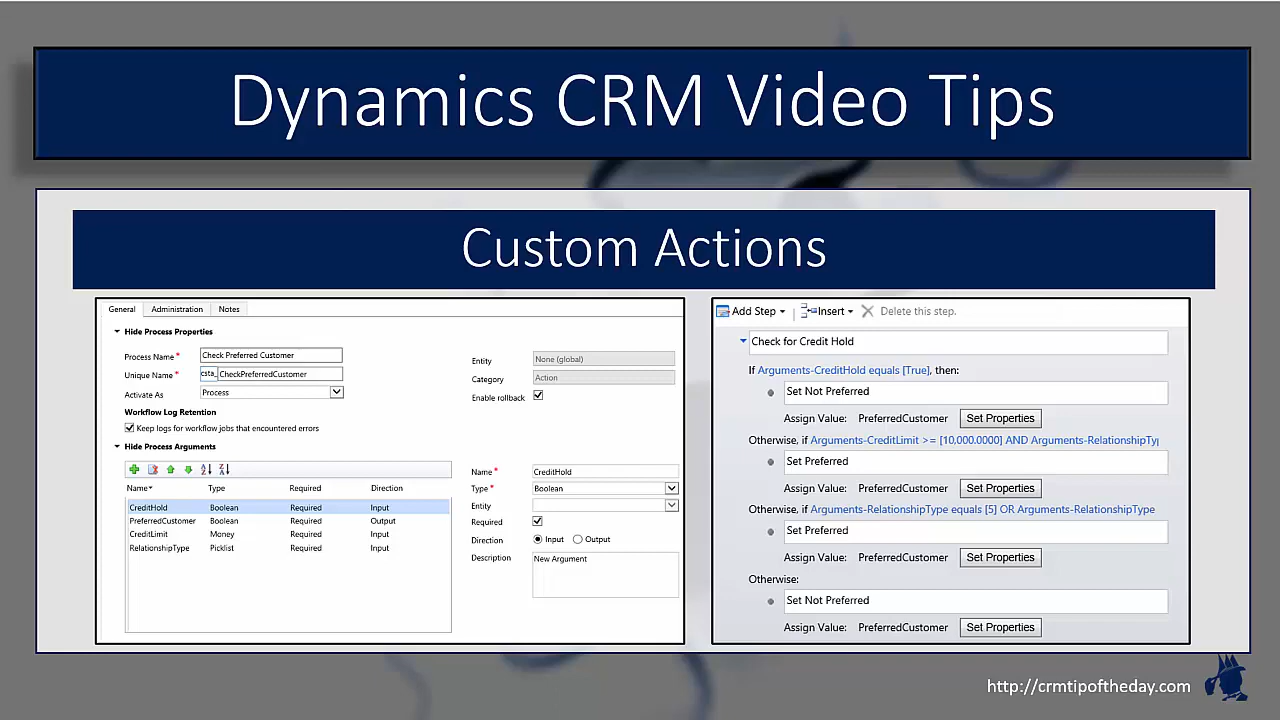 Dynamics CRM Video Tips
Custom Actions
General Administration Notes
Hide Process Properties
Process Name * Check Preferred Customer
Unique Name * csta_ CheckPreferredCustomer
Activate As Process
Workflow Log Retention
Keep logs for workflow jobs that encountered errors
Entity None (global)
Category Action
Enable rollback
Hide Process Arguments
Name Type Required Direction
CreditHold Boolean Required Input
PreferredCustomer Boolean Required Output
CreditLimit Money Required Input
RelationshipType Picklist Required Input
Name * CreditHold
Type * Boolean
Entity
Required
Direction Input Output
Description New Argument
Add Step Insert Delete this step.
Check for Credit Hold
If Arguments-CreditHold equals [True], then:
Set Not Preferred
Assign Value: PreferredCustomer Set Properties
Otherwise, if Arguments-CreditLimit >= [10,000.0000] AND Arguments-RelationshipTy
Set Preferred
Assign Value: PreferredCustomer Set Properties
Otherwise, if Arguments-RelationshipType equals [5] OR Arguments-RelationshipType
Set Preferred
Assign Value: PreferredCustomer Set Properties
Otherwise:
Set Not Preferred
Assign Value: PreferredCustomer Set Properties
http://crmtipoftheday.com